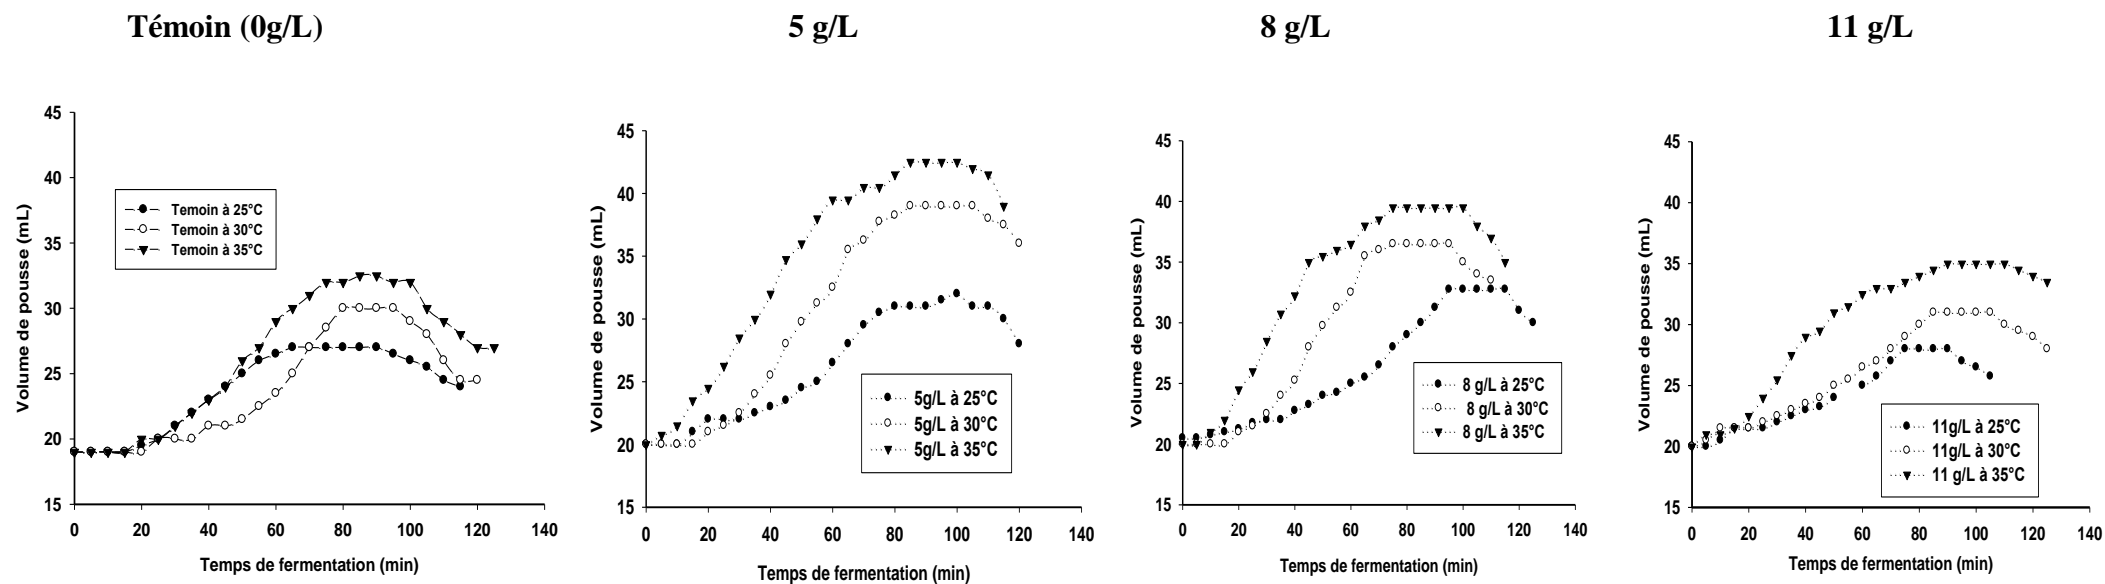 Témoin (0g/L)
5 g/L
8 g/L
11 g/L
45
40
35
30
25
20
15
Volume de pousse (mL)
Temoin à 25°C
Temoin à 30°C
Temoin à 35°C
0 20 40 60 80 100 120 140
Temps de fermentation (min)
45
40
35
30
25
20
15
Volume de pousse (mL)
5g/L à 25°C
5g/L à 30°C
5g/L à 35°C
0 20 40 60 80 100 120 140
Temps de fermentation (min)
45
40
35
30
25
20
15
Volume de pousse (mL)
8 g/L à 25°C
8 g/L à 30°C
8 g/L à 35°C
0 20 40 60 80 100 120 140
Temps de fermentation (min)
45
40
35
30
25
20
15
Volume de pousse (mL)
11g/L à 25°C
11g/L à 30°C
11 g/L à 35°C
0 20 40 60 80 100 120 140
Temps de fermentation (min)